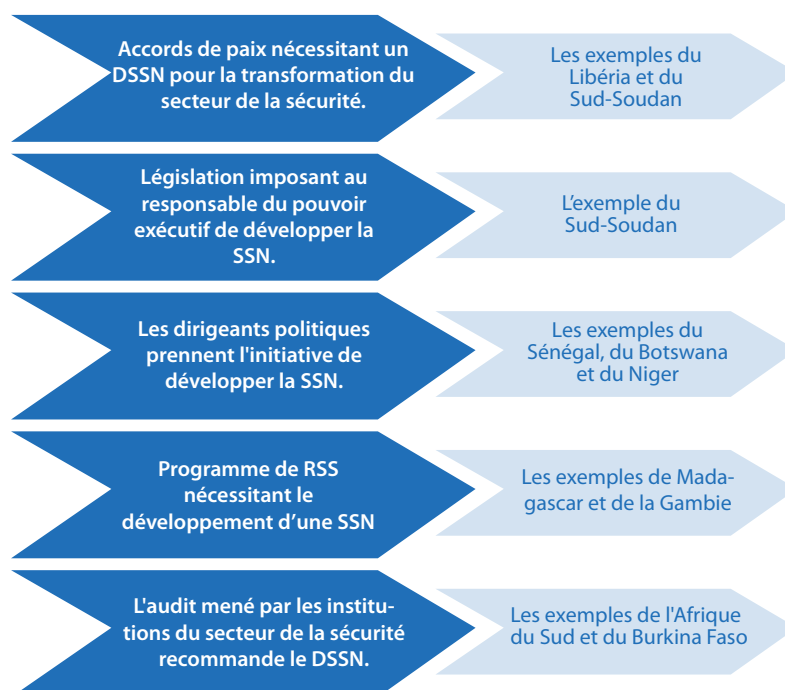 Accords de paix nécessitant un
DSSN pour la transformation du
secteur de la sécurité.
Les exemples du
Libéria et du
Sud-Soudan
Législation imposant au
responsable du pouvoir
exécutif de développer la
SSN.
L'exemple du
Sud-Soudan
Les dirigeants politiques
prennent l'initiative de
développer la SSN.
Les exemples du
Sénégal, du Botswana
et du Niger
Programme de RSS
nécessitant le
développement d’une SSN
Les exemples de Mada-
gascar et de la Gambie
L'audit mené par les institu-
tions du secteur de la sécurité
recommande le DSSN.
Les exemples de l'Afrique
du Sud et du Burkina Faso